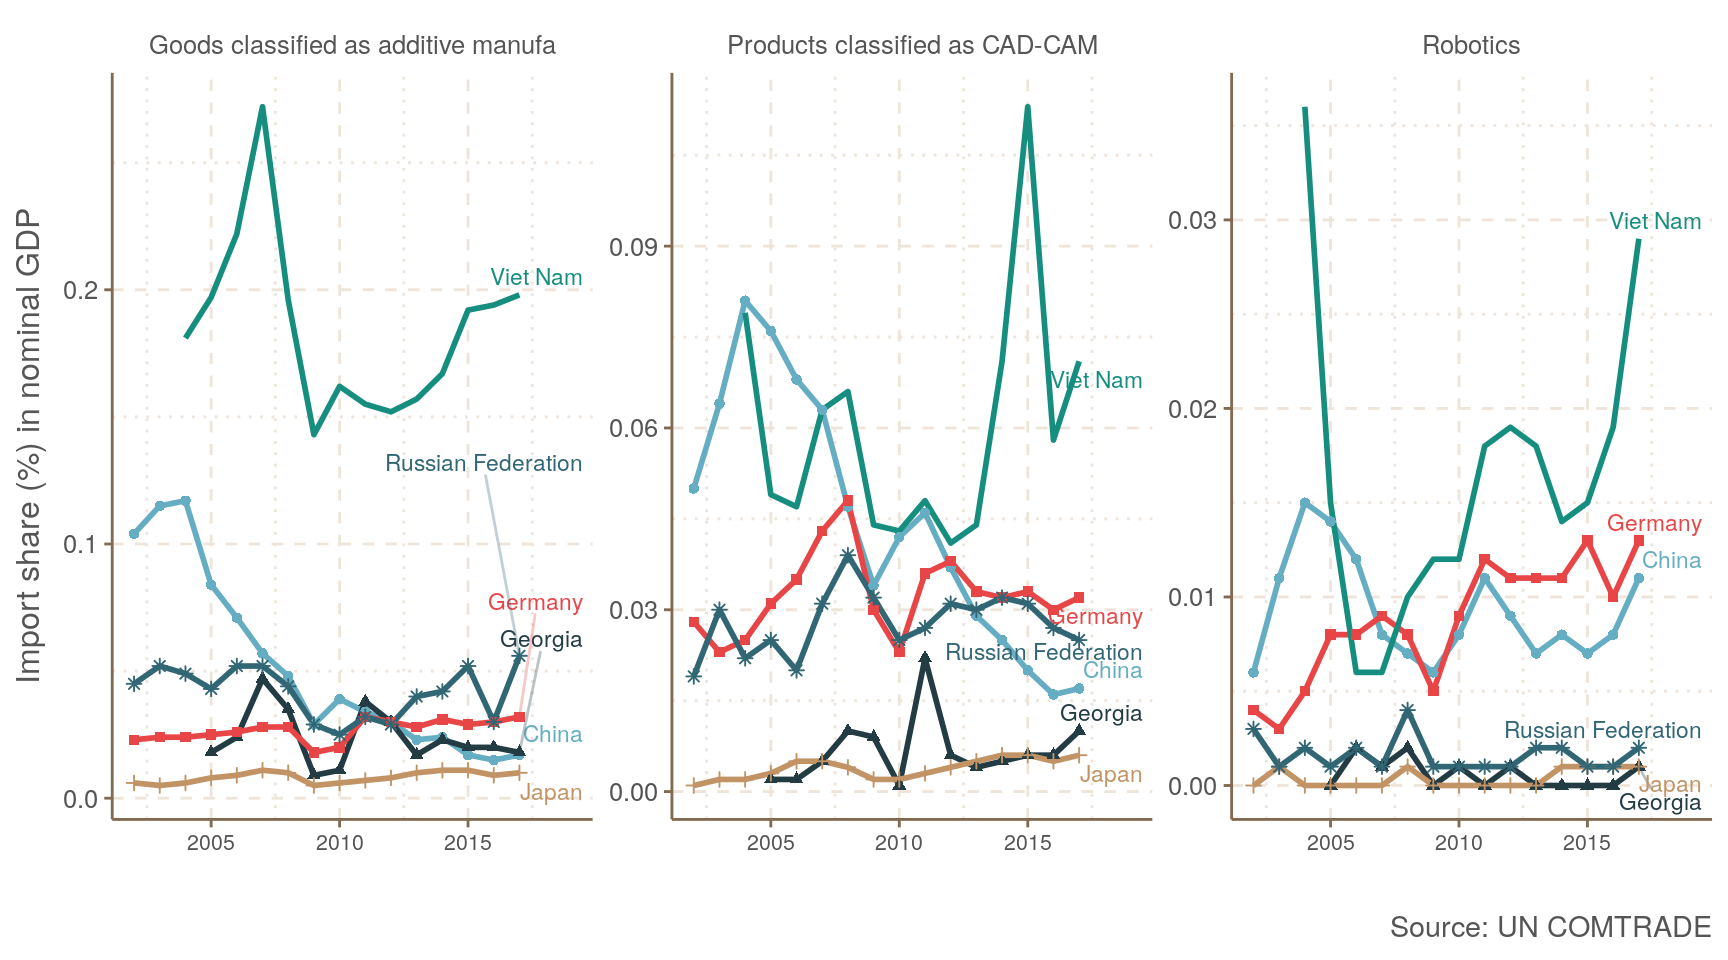 Goods classified as additive manufa
Products classified as CAD-CAM
Robotics
Import share (%) in nominal GDP
0.2
0.1
0.0
Viet Nam
Russian Federation
Germany
Georgia
China
Japan
2005
2010
2015
0.09
0.06
0.03
0.00
Viet Nam
Germany
Russian Federation
China
Georgia
Japan
2005
2010
2015
0.03
0.02
0.01
0.00
Viet Nam
Germany
China
Russian Federation
Japan
Georgia
2005
2010
2015
Source: UN COMTRADE